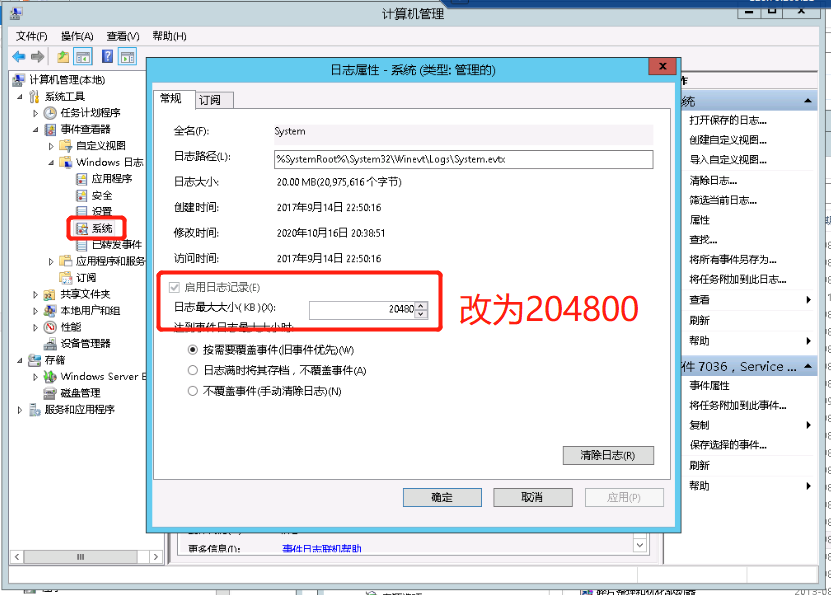 计算机管理
文件(F) 操作(A) 查看(V) 帮助(H)
计算机管理(本地)
系统工具
任务计划程序
事件查看器
自定义视图
Windows 日志
应用程序
安全
设置
系统
已转发事件
应用程序和服务
订阅
共享文件夹
本地用户和组
性能
设备管理器
存储
Windows Server B
磁盘管理
服务和应用程序
日志属性 - 系统 (类型: 管理的)
x
常规 订阅
全名(F): System
日志路径(L): %SystemRoot%\System32\Winevt\Logs\System.evtx
日志大小: 20.00 MB(20,975,616 个字节)
创建时间: 2017年9月14日 22:50:16
修改时间: 2020年10月16日 20:38:51
访问时间: 2017年9月14日 22:50:16
启用日志记录(E)
日志最大大小( KB )(X): 20480
达到事件日志最大大小时:
改为204800
按需要覆盖事件(旧事件优先)(W)
日志满时将其存档，不覆盖事件(A)
不覆盖事件(手动清除日志)(N)
清除日志(R)
确定 取消 应用(P)
更多信息(I): 事件日志联机帮助
作
系统
打开保存的日志...
创建自定义视图...
导入自定义视图...
清除日志...
筛选当前日志...
属性
查找...
将所有事件另存为...
将任务附加到此日志...
查看
刷新
帮助
件 7036，Service ...
事件属性
将任务附加到此事件...
复制
保存选择的事件...
刷新
帮助